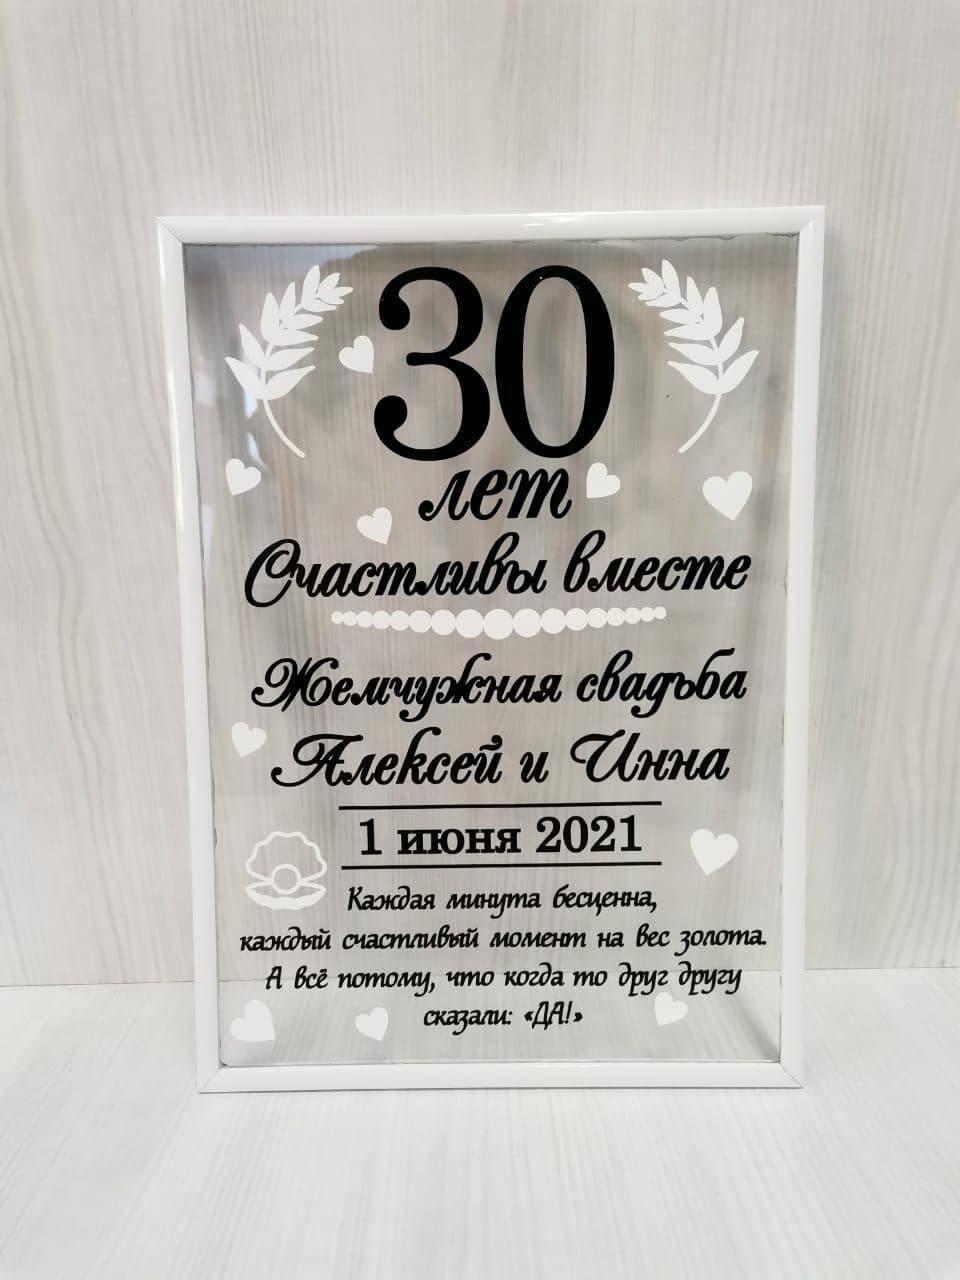 30
лет
Счастливы вместе
Жемчужная свадьба
Алексей и Инна
1 июня 2021
Каждая минута бесценна,
каждый счастливый момент на вес золота.
А всё потому, что когда то друг другу
сказали: «ДА!»